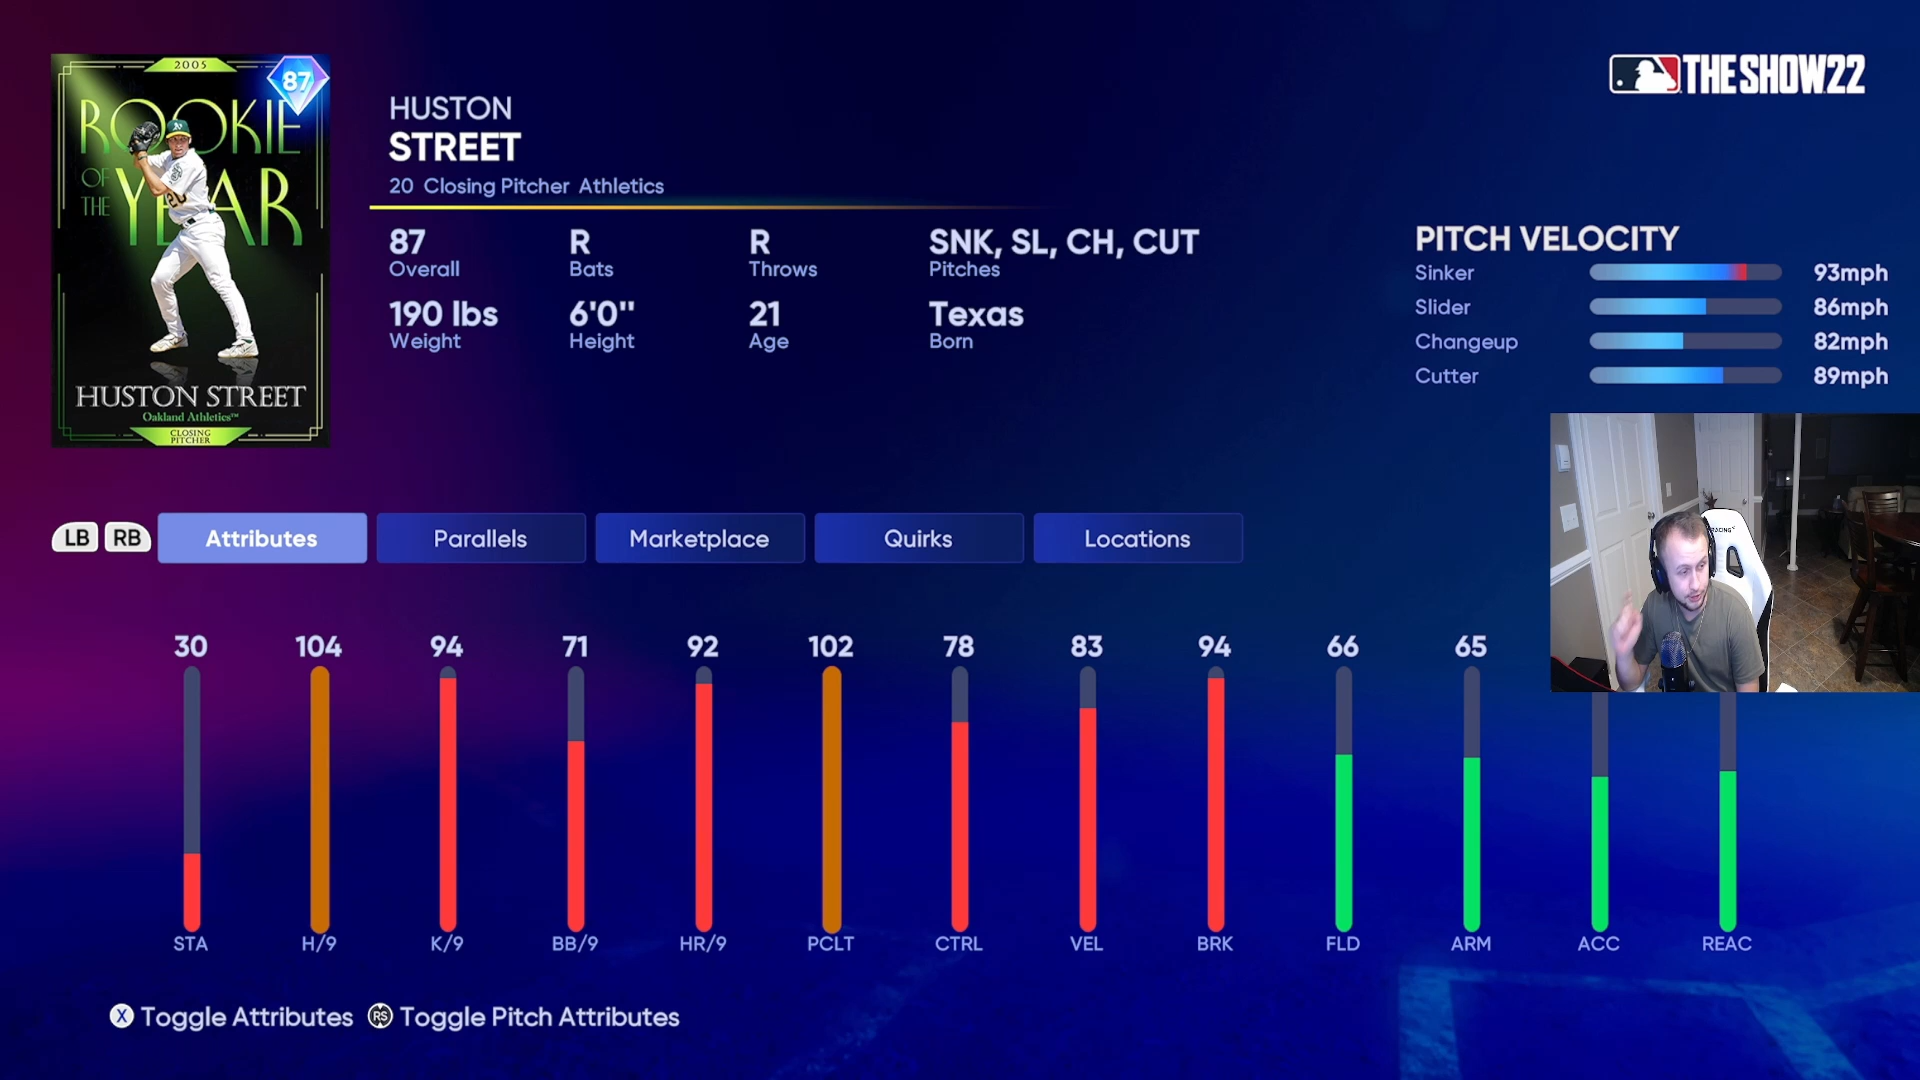 2005
87
ROOKIE
OF THE YEAR
HUSTON STREET
Oakland Athletics™
CLOSING
PITCHER
HUSTON
STREET
20 Closing Pitcher Athletics
87
Overall
R
Bats
R
Throws
SNK, SL, CH, CUT
Pitches
190 lbs
Weight
6'0"
Height
21
Age
Texas
Born
THE SHOW22
PITCH VELOCITY
Sinker 93mph
Slider 86mph
Changeup 82mph
Cutter 89mph
LB RB Attributes Parallels Marketplace Quirks Locations
30 104 94 71 92 102 78 83 94 66 65
STA H/9 K/9 BB/9 HR/9 PCLT CTRL VEL BRK FLD ARM ACC REAC
X Toggle Attributes RS Toggle Pitch Attributes